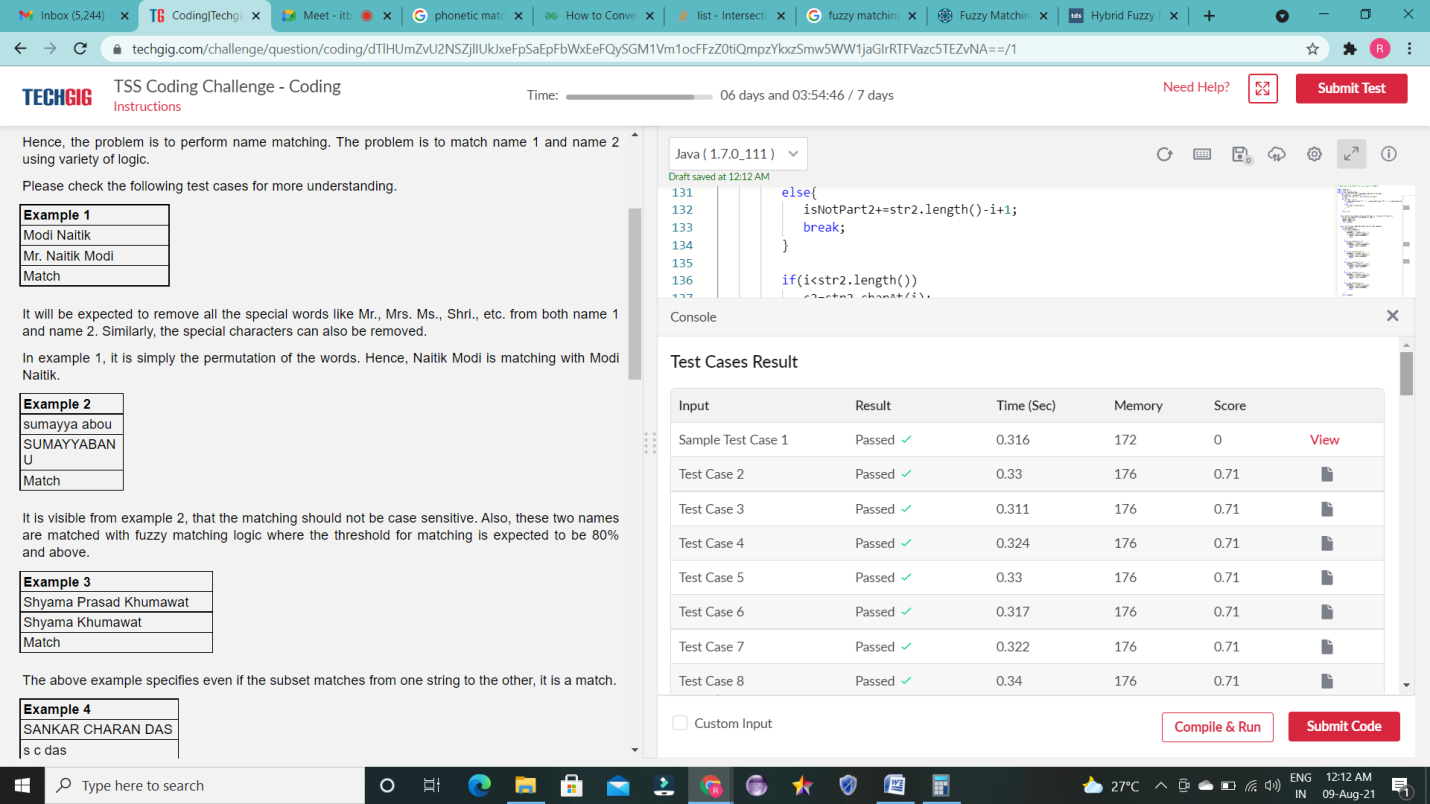 Inbox (5,244)
Coding|Techgi
Meet - itb
phonetic matc
How to Conve
list - Intersecti
fuzzy matching
Fuzzy Matchin
Hybrid Fuzzy
techgig.com/challenge/question/coding/dTlHUmZvU2NSZjlIUkJxeFpSaEpFbWxEeFQySGM1Vm1ocFFzZ0tiQmpzYkxzSmw5WW1jaGlrRTFVazc5TEZvNA==/1
TECHGIG
TSS Coding Challenge - Coding
Instructions
Time:
06 days and 03:54:46 / 7 days
Need Help?
Submit Test
Hence, the problem is to perform name matching. The problem is to match name 1 and name 2
using variety of logic.
Please check the following test cases for more understanding.
Example 1
Modi Naitik
Mr. Naitik Modi
Match
It will be expected to remove all the special words like Mr., Mrs. Ms., Shri., etc. from both name 1
and name 2. Similarly, the special characters can also be removed.
In example 1, it is simply the permutation of the words. Hence, Naitik Modi is matching with Modi
Naitik.
Example 2
sumayya abou
SUMAYYABAN
U
Match
It is visible from example 2, that the matching should not be case sensitive. Also, these two names
are matched with fuzzy matching logic where the threshold for matching is expected to be 80%
and above.
Example 3
Shyama Prasad Khumawat
Shyama Khumawat
Match
The above example specifies even if the subset matches from one string to the other, it is a match.
Example 4
SANKAR CHARAN DAS
s c das
Java ( 1.7.0_111 )
Draft saved at 12:12 AM
131 else{
132 isNotPart2+=str2.length()-i+1;
133 break;
134 }
135
136 if(i<str2.length())
137 c2=str2.charAt(i);
Console
Test Cases Result
Input Result Time (Sec) Memory Score
Sample Test Case 1 Passed 0.316 172 0 View
Test Case 2 Passed 0.33 176 0.71
Test Case 3 Passed 0.311 176 0.71
Test Case 4 Passed 0.324 176 0.71
Test Case 5 Passed 0.33 176 0.71
Test Case 6 Passed 0.317 176 0.71
Test Case 7 Passed 0.322 176 0.71
Test Case 8 Passed 0.34 176 0.71
Custom Input
Compile & Run
Submit Code
Type here to search
27°C
ENG
IN
12:12 AM
09-Aug-21